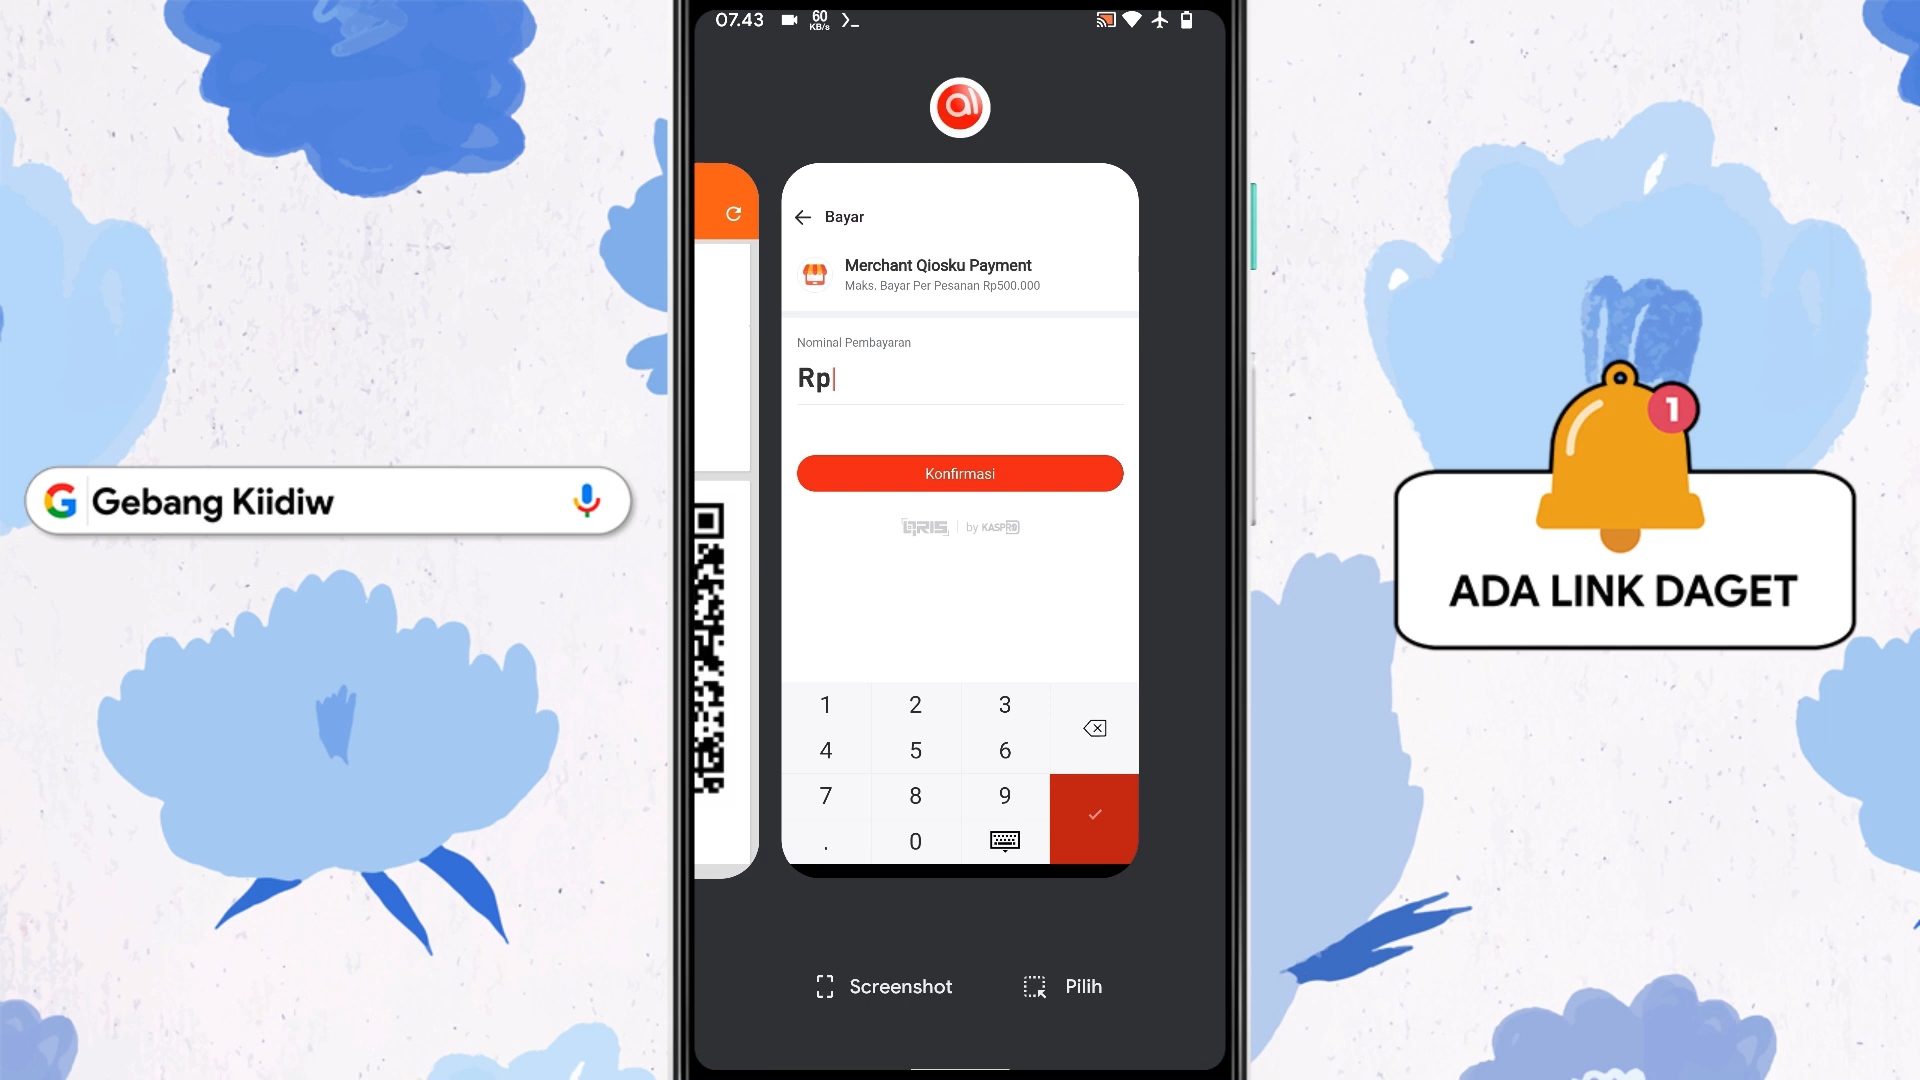 07.43
60
KB/s
Gebang Kiidiw
Bayar
Merchant Qiosku Payment
Maks. Bayar Per Pesanan Rp500.000
Nominal Pembayaran
Rp
Konfirmasi
QRIS by KASPRO
1 2 3
4 5 6
7 8 9
. 0
Screenshot
Pilih
1
ADA LINK DAGET